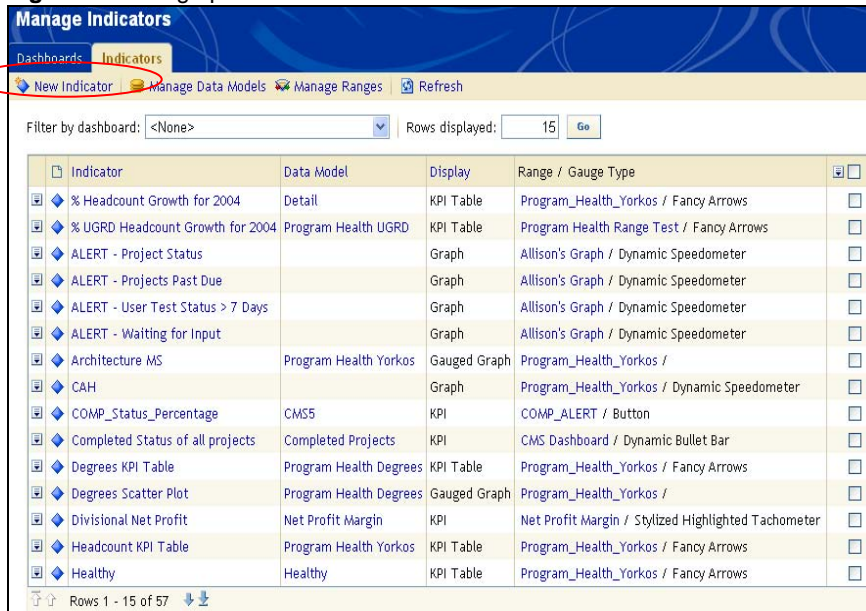 Manage Indicators
Dashboards Indicators
New Indicator Manage Data Models Manage Ranges Refresh
Filter by dashboard: <None> Rows displayed: 15 Go
Indicator Data Model Display Range / Gauge Type
% Headcount Growth for 2004 Detail KPI Table Program_Health_Yorkos / Fancy Arrows
% UGRD Headcount Growth for 2004 Program Health UGRD KPI Table Program Health Range Test / Fancy Arrows
ALERT - Project Status Graph Allison's Graph / Dynamic Speedometer
ALERT - Projects Past Due Graph Allison's Graph / Dynamic Speedometer
ALERT - User Test Status > 7 Days Graph Allison's Graph / Dynamic Speedometer
ALERT - Waiting for Input Graph Allison's Graph / Dynamic Speedometer
Architecture MS Program Health Yorkos Gauged Graph Program_Health_Yorkos /
CAH Graph Program_Health_Yorkos / Dynamic Speedometer
COMP_Status_Percentage CMS5 KPI COMP_ALERT / Button
Completed Status of all projects Completed Projects KPI CMS Dashboard / Dynamic Bullet Bar
Degrees KPI Table Program Health Degrees KPI Table Program_Health_Yorkos / Fancy Arrows
Degrees Scatter Plot Program Health Degrees Gauged Graph Program_Health_Yorkos /
Divisional Net Profit Net Profit Margin KPI Net Profit Margin / Stylized Highlighted Tachometer
Headcount KPI Table Program Health Yorkos KPI Table Program_Health_Yorkos / Fancy Arrows
Healthy Healthy KPI Table Program_Health_Yorkos / Fancy Arrows
Rows 1 - 15 of 57